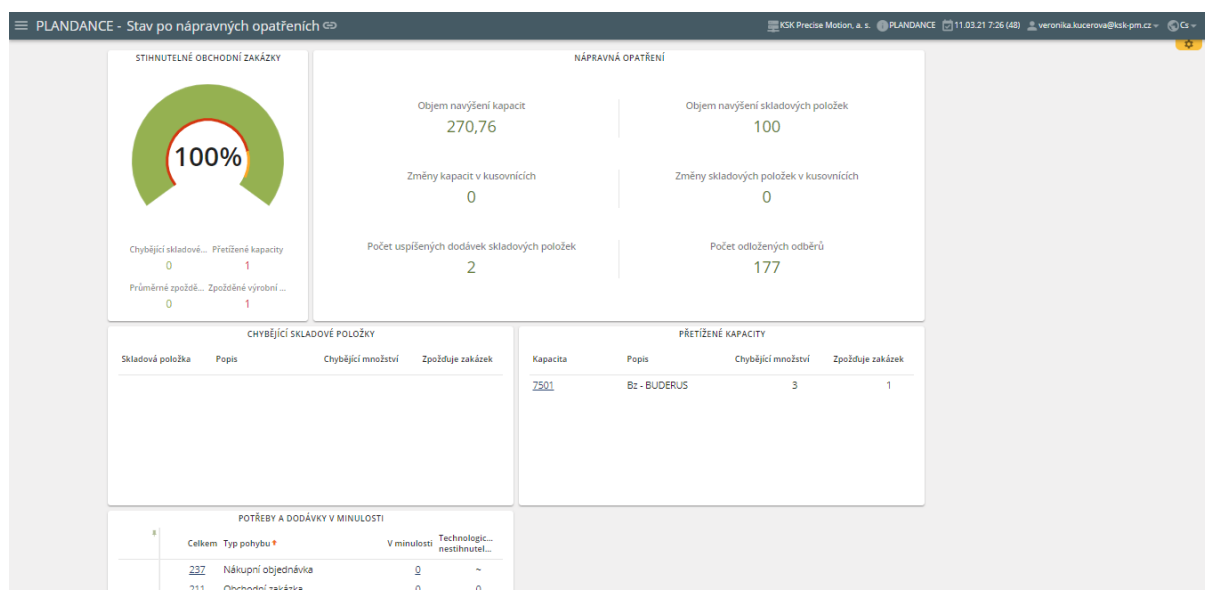 PLANDANCE - Stav po nápravných opatřeních
KSK Precise Motion, a. s. PLANDANCE 11.03.21 7:26 (48) veronika.kucerova@ksk-pm.cz Cs
STIHNUTELNÉ OBCHODNÍ ZAKÁZKY
100%
Chybějící skladové... Přetížené kapacity
0 1
Průměrné zpoždě... Zpožděné výrobní ...
0 1
NÁPRAVNÁ OPATŘENÍ
Objem navýšení kapacit Objem navýšení skladových položek
270,76 100
Změny kapacit v kusovnících Změny skladových položek v kusovnících
0 0
Počet uspíšených dodávek skladových položek Počet odložených odběrů
2 177
CHYBĚJÍCÍ SKLADOVÉ POLOŽKY
Skladová položka Popis Chybějící množství Zpožďuje zakázek
PŘETÍŽENÉ KAPACITY
Kapacita Popis Chybějící množství Zpožďuje zakázek
7501 Bz - BUDERUS 3 1
POTŘEBY A DODÁVKY V MINULOSTI
Celkem Typ pohybu V minulosti Technologic...
nestihnutel...
237 Nákupní objednávka 0 ~
211 Obchodní zakázka 0 0